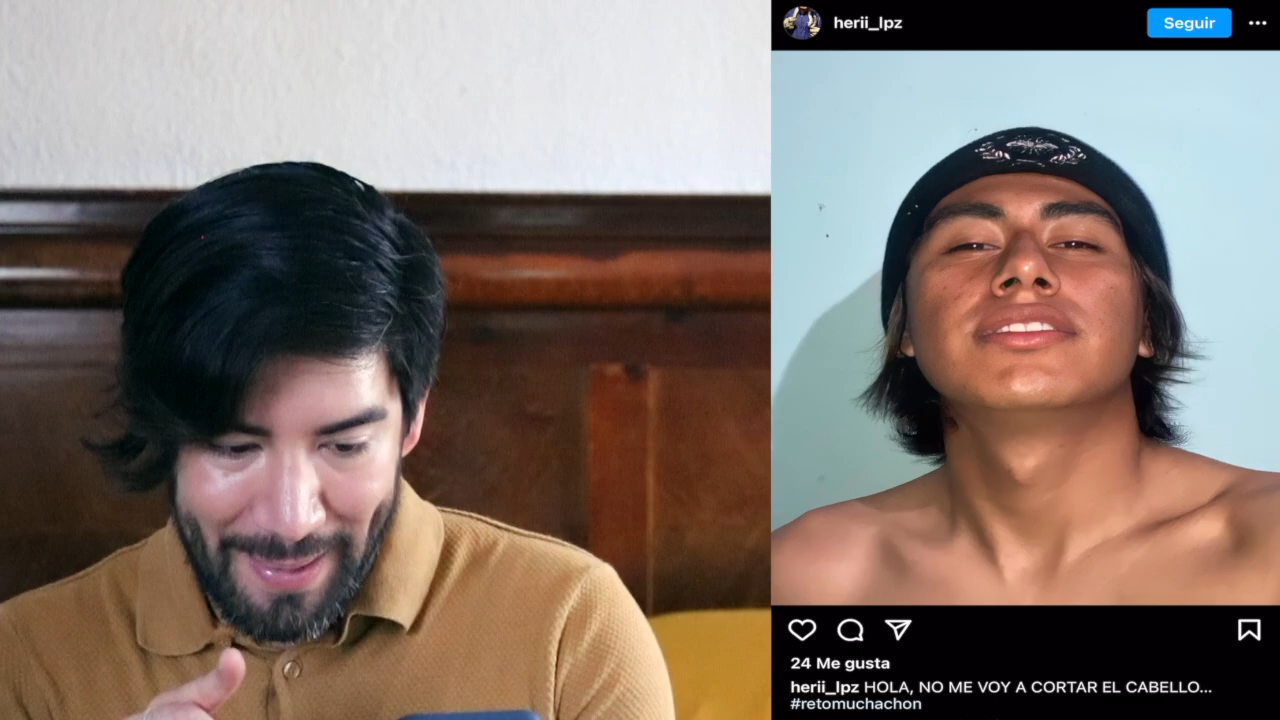 herii_lpz
Seguir
24 Me gusta
herii_lpz HOLA, NO ME VOY A CORTAR EL CABELLO...
#retomuchachon